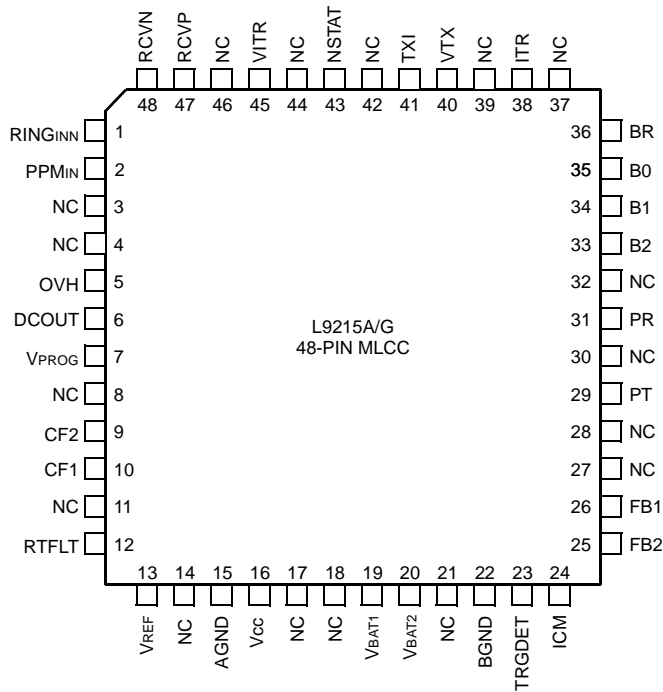 RCVN
RCVP
NC
VITR
NC
NSTAT
NC
TXI
VTX
NC
ITR
NC
48 47 46 45 44 43 42 41 40 39 38 37
RINGINN 1
PPMIN 2
NC 3
NC 4
OVH 5
DCOUT 6
VPROG 7
NC 8
CF2 9
CF1 10
NC 11
RTFLT 12
L9215A/G
48-PIN MLCC
36 BR
35 B0
34 B1
33 B2
32 NC
31 PR
30 NC
29 PT
28 NC
27 NC
26 FB1
25 FB2
13 14 15 16 17 18 19 20 21 22 23 24
VREF
NC
AGND
VCC
NC
NC
VBAT1
VBAT2
NC
BGND
TRGDET
ICM